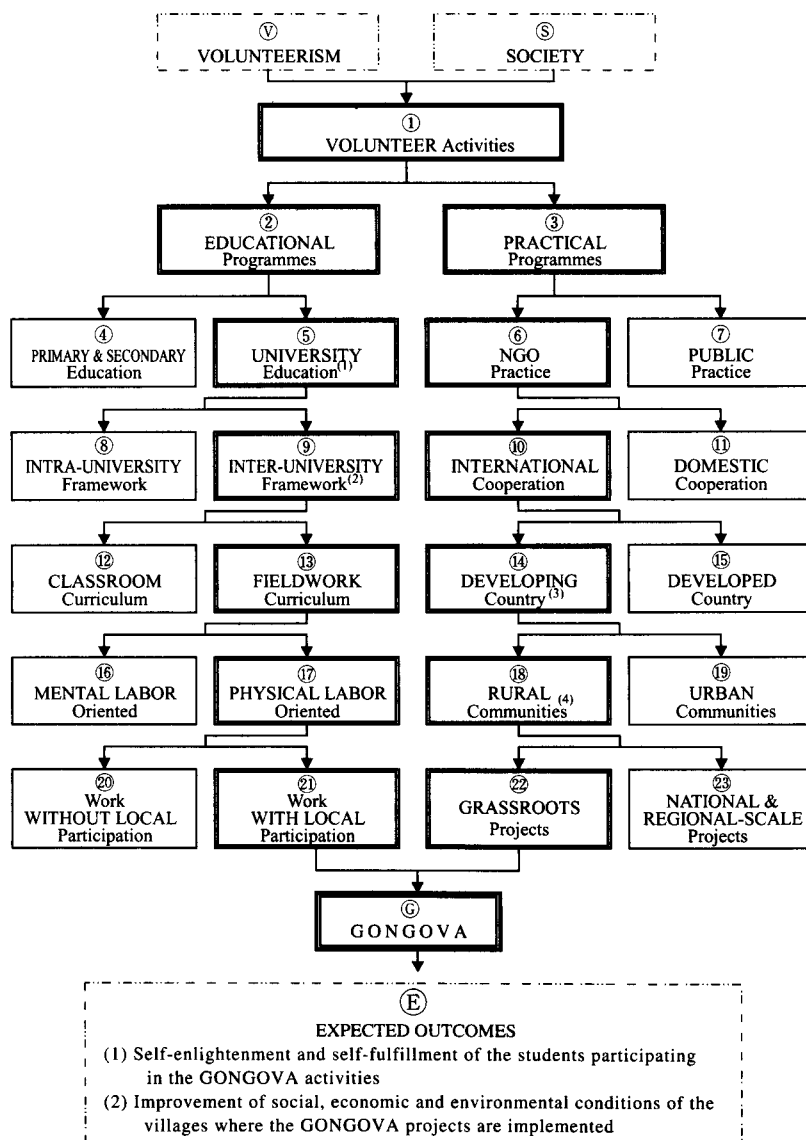 Ⓥ
VOLUNTEERISM
Ⓢ
SOCIETY
①
VOLUNTEER Activities
②
EDUCATIONAL
Programmes
③
PRACTICAL
Programmes
④
PRIMARY & SECONDARY
Education
⑤
UNIVERSITY
Education(1)
⑥
NGO
Practice
⑦
PUBLIC
Practice
⑧
INTRA-UNIVERSITY
Framework
⑨
INTER-UNIVERSITY
Framework(2)
⑩
INTERNATIONAL
Cooperation
⑪
DOMESTIC
Cooperation
⑫
CLASSROOM
Curriculum
⑬
FIELDWORK
Curriculum
⑭
DEVELOPING
Country(3)
⑮
DEVELOPED
Country
⑯
MENTAL LABOR
Oriented
⑰
PHYSICAL LABOR
Oriented
⑱
RURAL (4)
Communities
⑲
URBAN
Communities
⑳
Work
WITHOUT LOCAL
Participation
㉑
Work
WITH LOCAL
Participation
㉒
GRASSROOTS
Projects
㉓
NATIONAL &
REGIONAL-SCALE
Projects
Ⓖ
GONGOVA
Ⓔ
EXPECTED OUTCOMES
(1) Self-enlightenment and self-fulfillment of the students participating
in the GONGOVA activities
(2) Improvement of social, economic and environmental conditions of the
villages where the GONGOVA projects are implemented